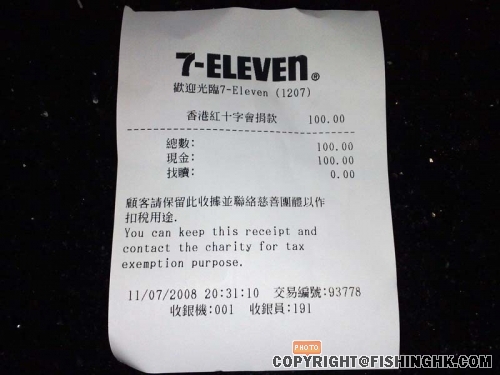 7-ELEVEn®
歡迎光臨7-Eleven (1207)
香港紅十字會捐款 100.00
總數: 100.00
現金: 100.00
找贖: 0.00
顧客請保留此收據並聯絡慈善團體以作
扣稅用途.
You can keep this receipt and
contact the charity for tax
exemption purpose.
11/07/2008 20:31:10 交易編號:93778
收銀機:001 收銀員:191
PHOTO
COPYRIGHT@FISHINGHK.COM